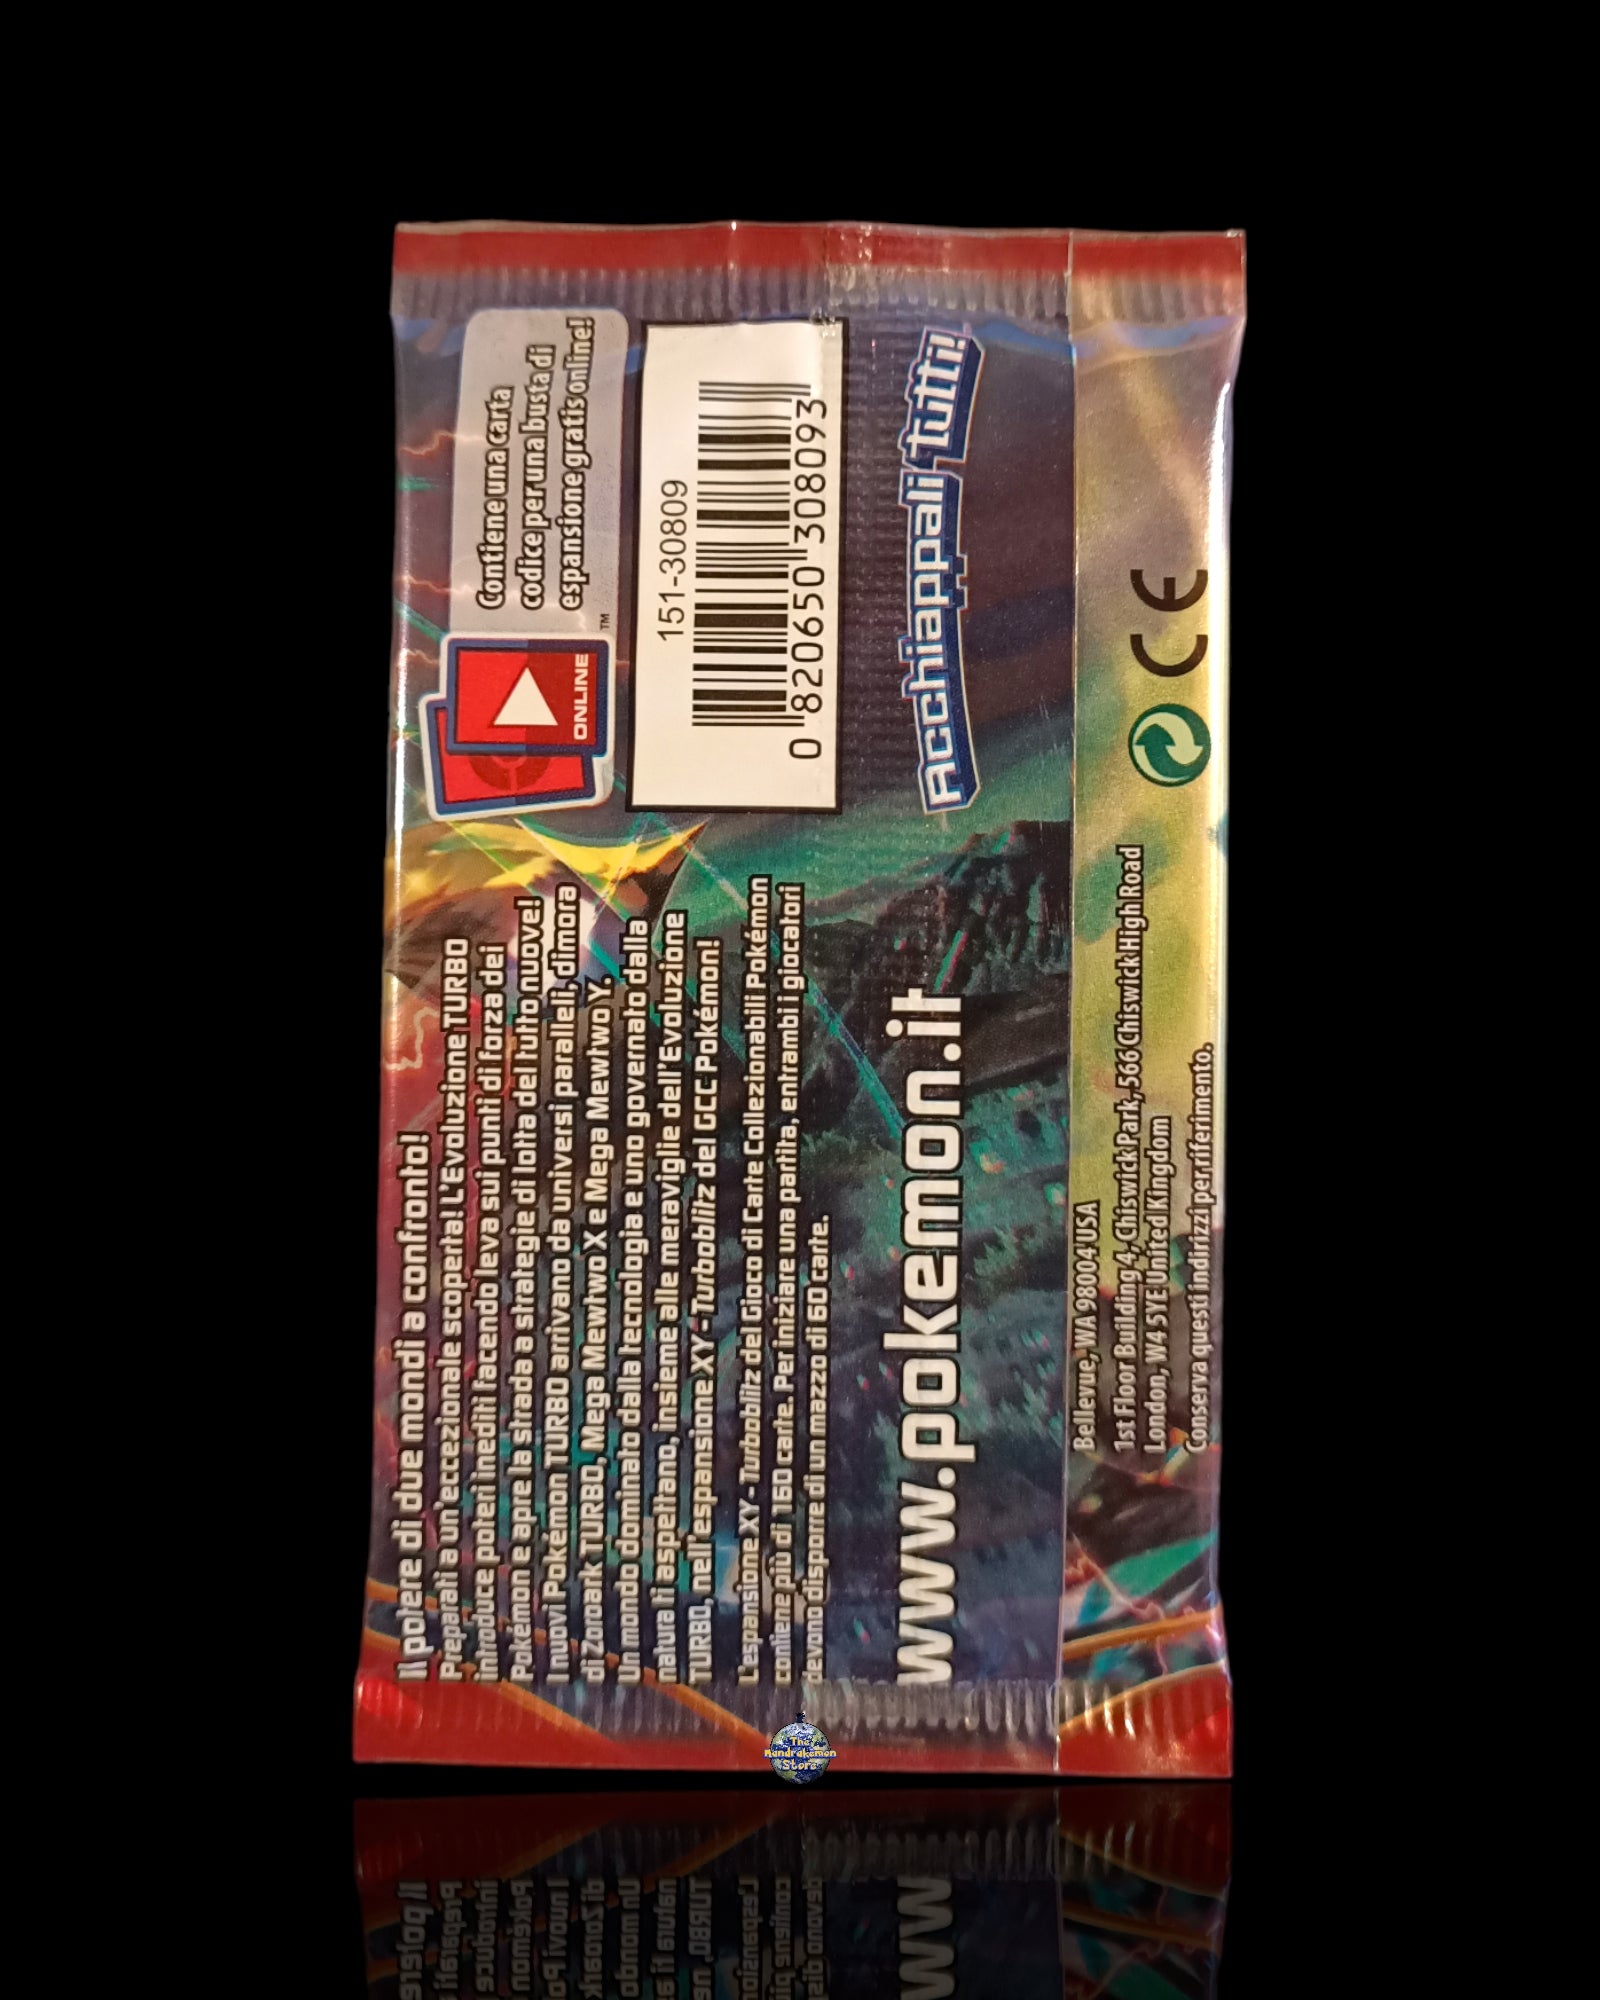 Il potere di due mondi a confronto!
Preparati a un'eccezionale scoperta! L'Evoluzione TURBO
introduce poteri inediti facendo leva sui punti di forza dei
Pokémon e apre la strada a strategie di lotta del tutto nuove!
I nuovi Pokémon TURBO arrivano da universi paralleli, dimora
di Zoroark TURBO, Mega Mewtwo X e Mega Mewtwo Y.
Un mondo dominato dalla tecnologia e uno governato dalla
natura ti aspettano, insieme alle meraviglie dell'Evoluzione
TURBO, nell'espansione XY - Turboblitz del GCC Pokémon!
L'espansione XY - Turboblitz del Gioco di Carte Collezionabili Pokémon
contiene più di 160 carte. Per iniziare una partita, entrambi i giocatori
devono disporre di un mazzo di 60 carte.
www.pokemon.it
ONLINE
TM
Contiene una carta
codice per una busta di
espansione gratis online!
151-30809
0 820650 308093
Acchiappali tutti!
Bellevue, WA 98004 USA
1st Floor Building 4, Chiswick Park, 566 Chiswick High Road
London, W4 5YE United Kingdom
Conserva questi indirizzi per riferimento.
CE
The
Mandrakemon
Store